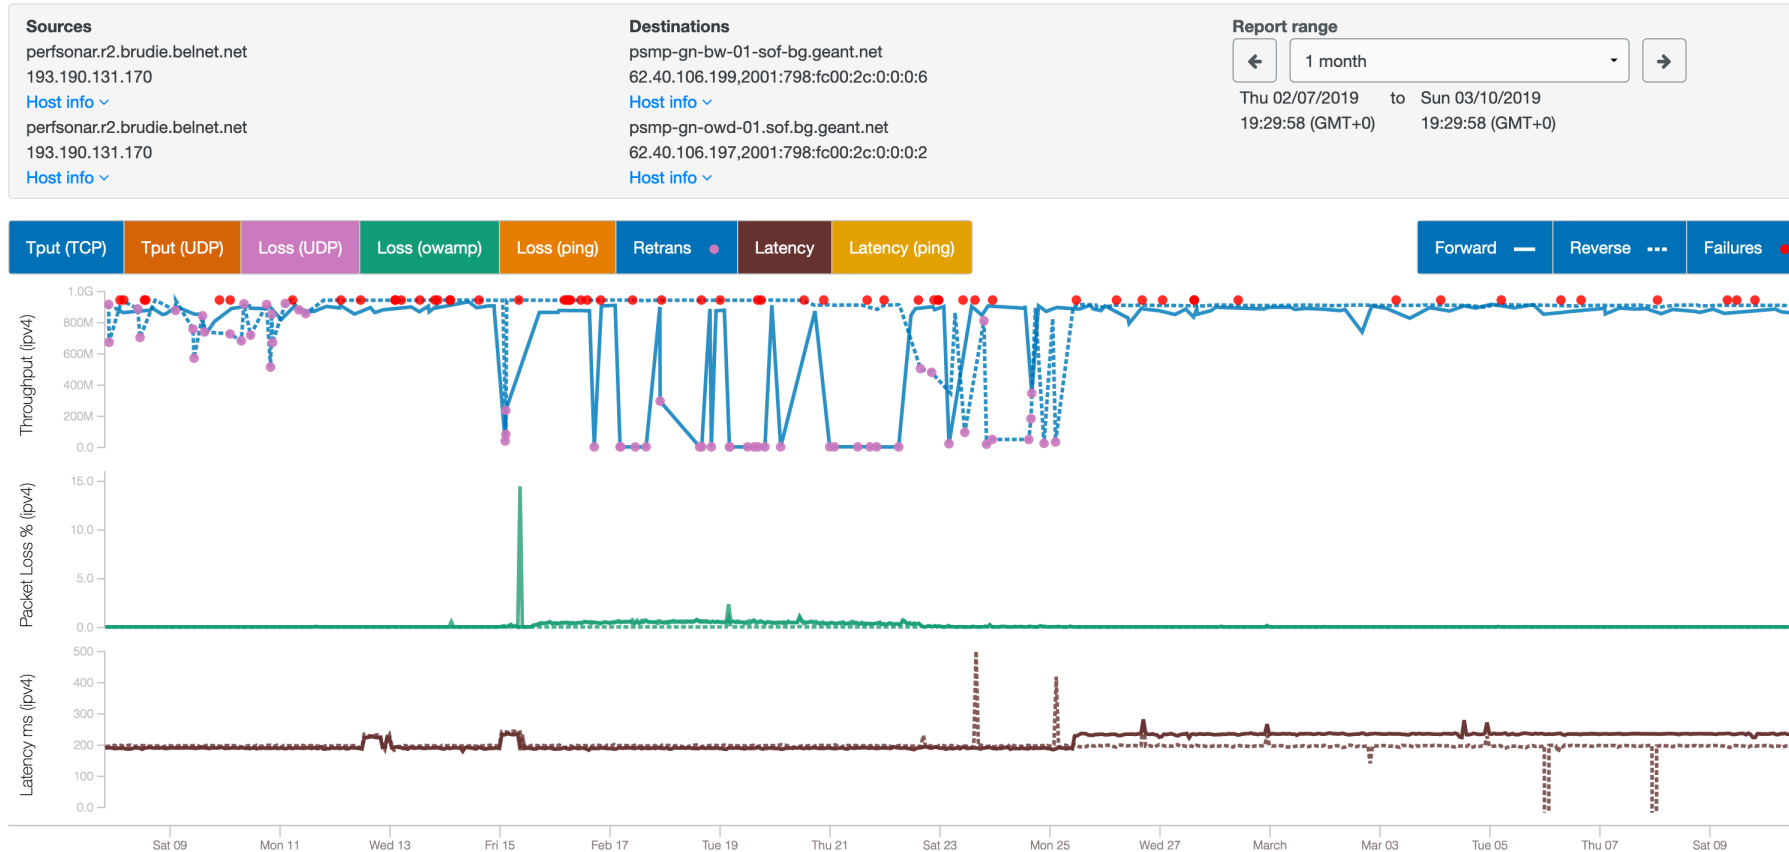 Sources
perfsonar.r2.brudie.belnet.net
193.190.131.170
Host info
perfsonar.r2.brudie.belnet.net
193.190.131.170
Host info
Destinations
psmp-gn-bw-01-sof-bg.geant.net
62.40.106.199,2001:798:fc00:2c:0:0:0:6
Host info
psmp-gn-owd-01.sof.bg.geant.net
62.40.106.197,2001:798:fc00:2c:0:0:0:2
Host info
Report range
1 month
Thu 02/07/2019 to Sun 03/10/2019
19:29:58 (GMT+0) 19:29:58 (GMT+0)
Tput (TCP) Tput (UDP) Loss (UDP) Loss (owamp) Loss (ping) Retrans Latency Latency (ping)
Forward Reverse Failures
Throughput (ipv4)
1.0G
800M
600M
400M
200M
0.0
Packet Loss % (ipv4)
15.0
10.0
5.0
0.0
Latency ms (ipv4)
500
400
300
200
100
0.0
Sat 09 Mon 11 Wed 13 Fri 15 Feb 17 Tue 19 Thu 21 Sat 23 Mon 25 Wed 27 March Mar 03 Tue 05 Thu 07 Sat 09